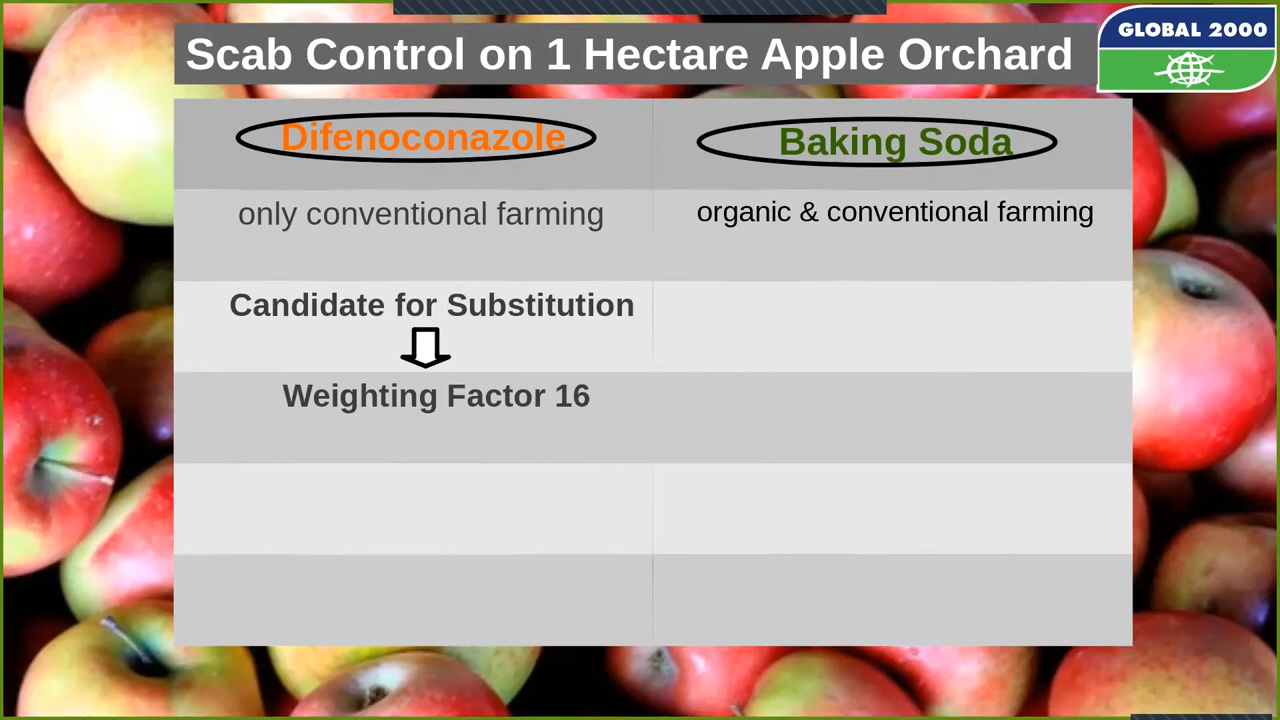 Scab Control on 1 Hectare Apple Orchard
GLOBAL 2000
Difenoconazole
Baking Soda
only conventional farming
organic & conventional farming
Candidate for Substitution
Weighting Factor 16